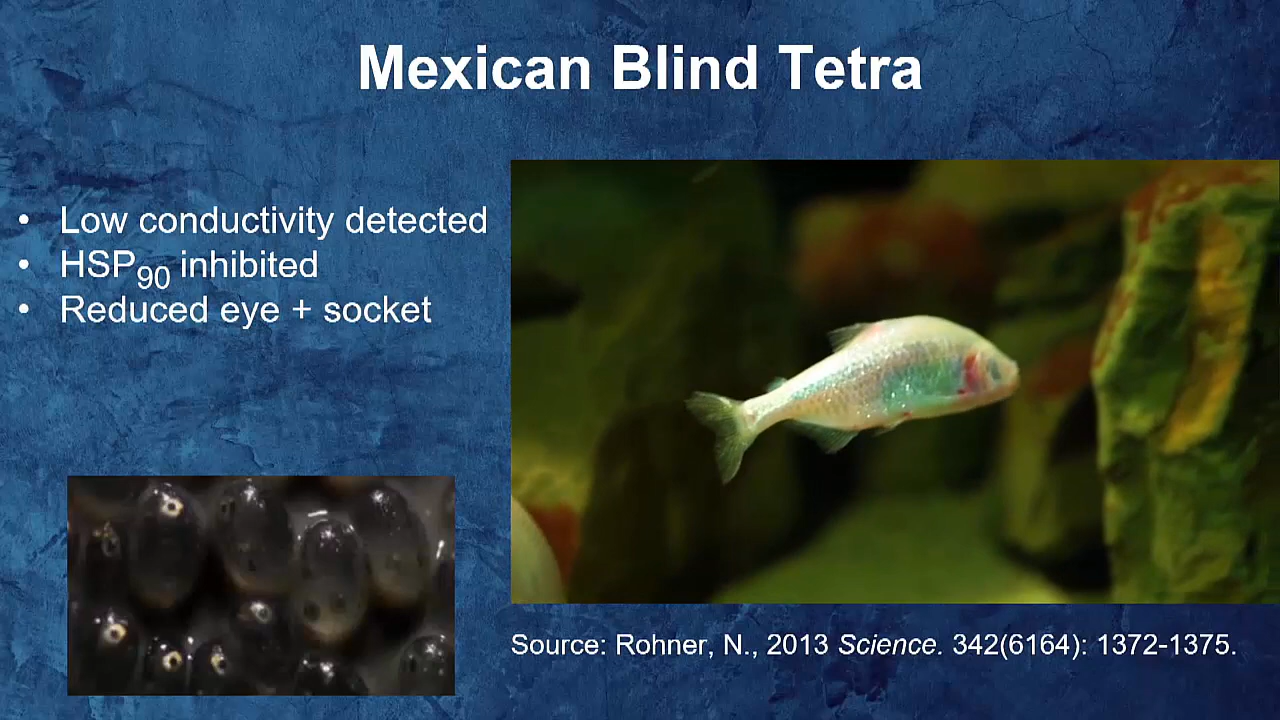 Mexican Blind Tetra
• Low conductivity detected
• HSP90 inhibited
• Reduced eye + socket
Source: Rohner, N., 2013 Science. 342(6164): 1372-1375.